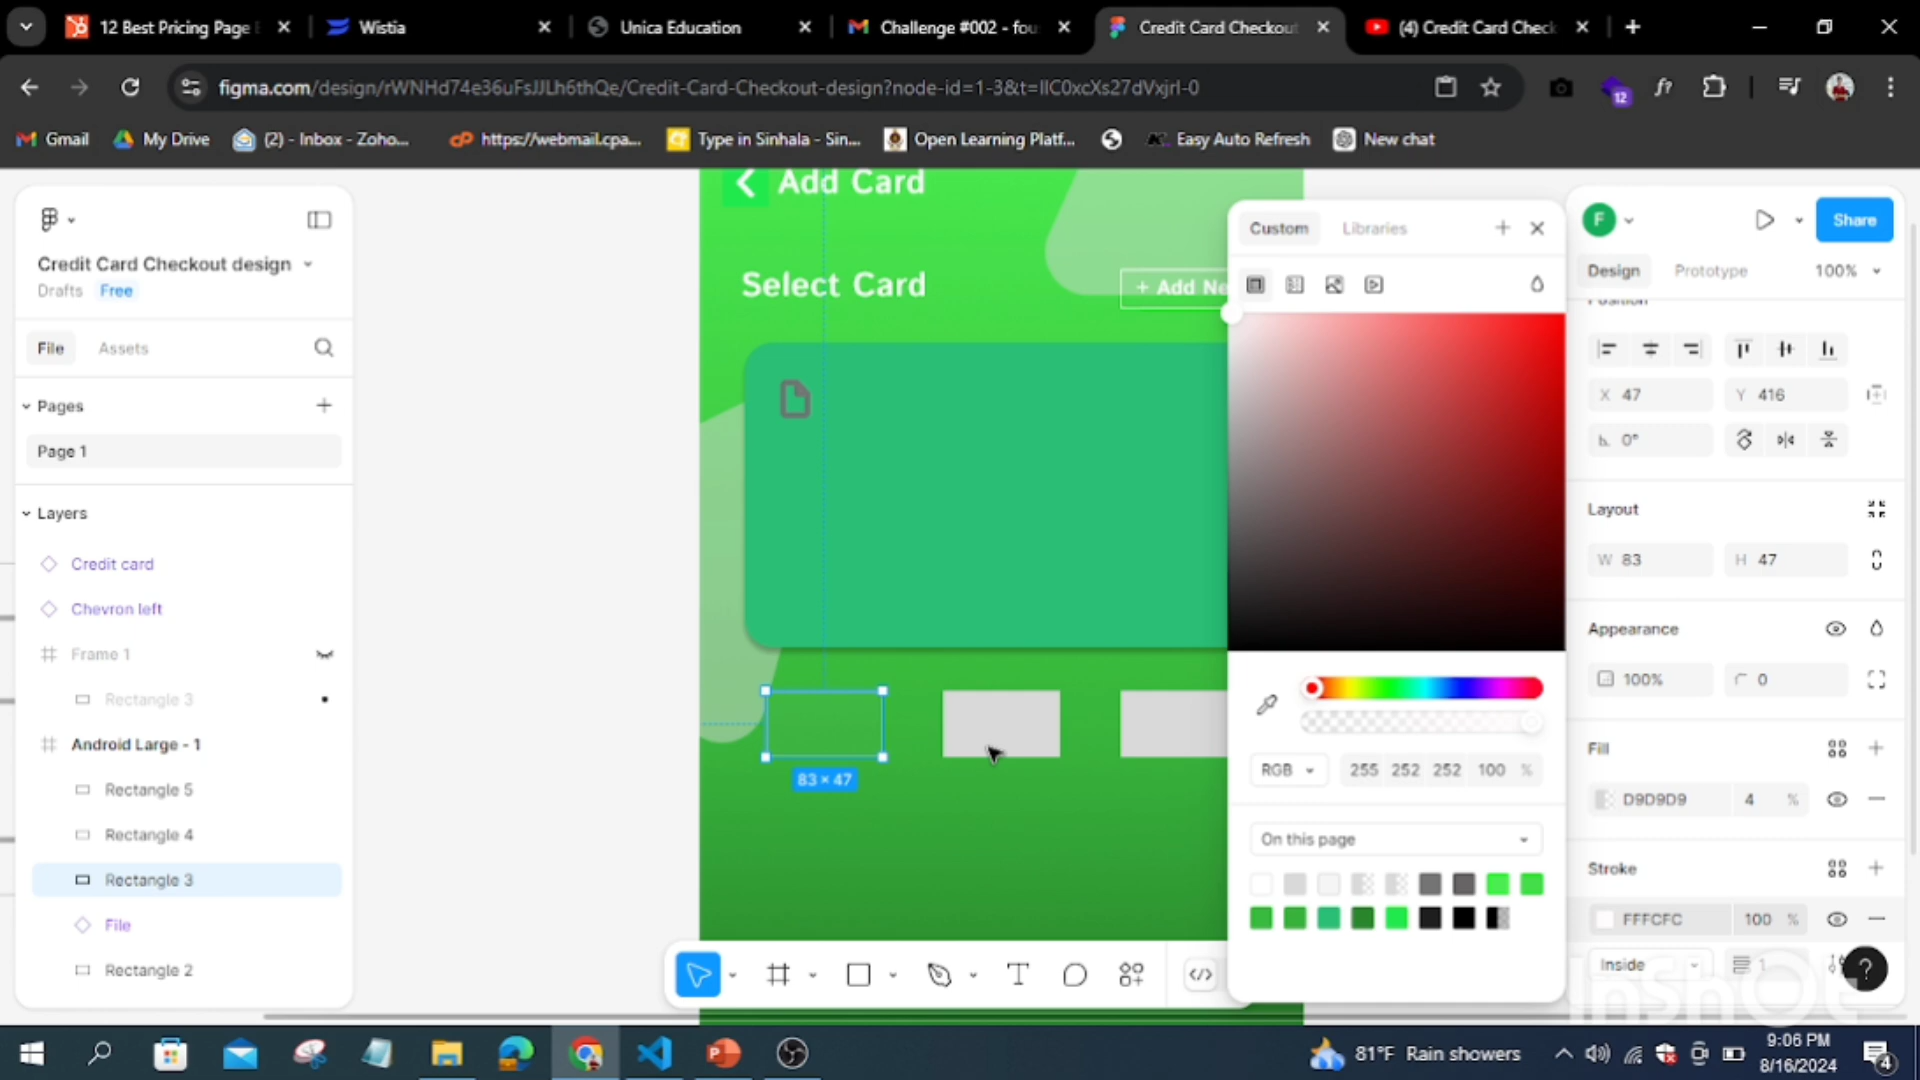 12 Best Pricing Page E
Wistia
Unica Education
Challenge #002 - fou
Credit Card Checkout
(4) Credit Card Check
figma.com/design/rWNHd74e36uFsJJLh6thQe/Credit-Card-Checkout-design?node-id=1-3&t=IlC0xcXs27dVxjrI-0
12
Gmail
My Drive
(2) - Inbox - Zoho...
https://webmail.cpa...
Type in Sinhala - Sin...
Open Learning Platf...
Easy Auto Refresh
New chat
Credit Card Checkout design
Drafts
Free
File
Assets
Pages
Page 1
Layers
Credit card
Chevron left
Frame 1
Rectangle 3
Android Large - 1
Rectangle 5
Rectangle 4
Rectangle 3
File
Rectangle 2
Add Card
Select Card
+ Add Ne
83 × 47
Custom
Libraries
RGB
255
252
252
100
%
On this page
F
Share
Design
Prototype
100%
Position
X 47
Y 416
0°
Layout
W 83
H 47
Appearance
100%
0
Fill
D9D9D9
4
%
Stroke
FFFCFC
100
%
Inside
1
?
InShOt
81°F
Rain showers
9:06 PM
8/16/2024
4